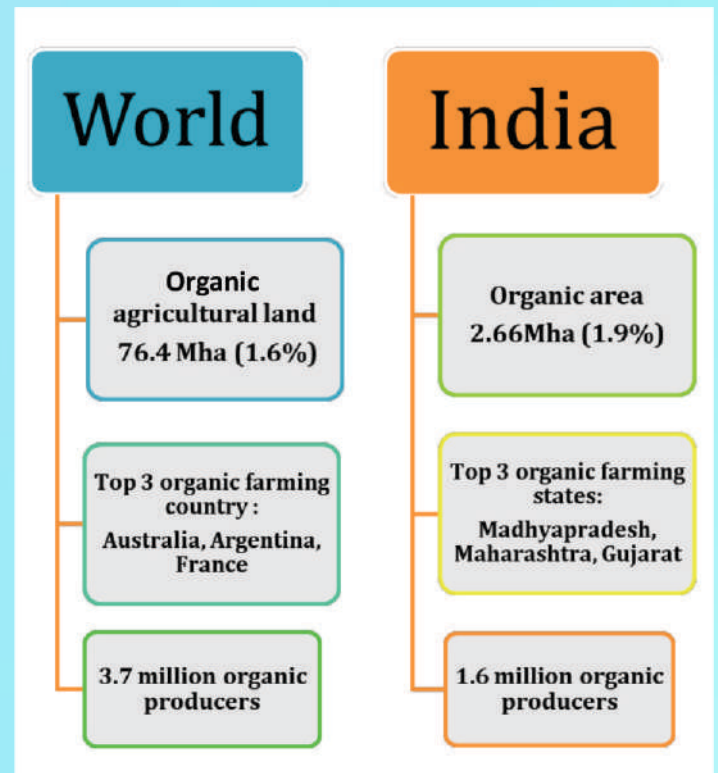 World
Organic
agricultural land
76.4 Mha (1.6%)
Top 3 organic farming
country :
Australia, Argentina,
France
3.7 million organic
producers
India
Organic area
2.66Mha (1.9%)
Top 3 organic farming
states:
Madhyapradesh,
Maharashtra, Gujarat
1.6 million organic
producers